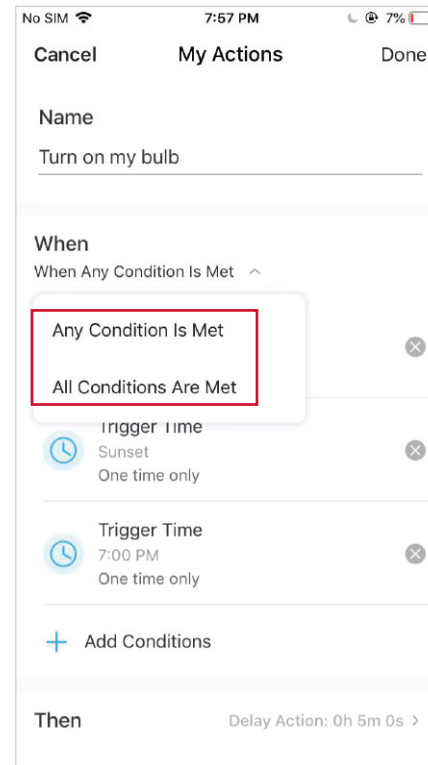 No SIM 7:57 PM 7%
Cancel My Actions Done
Name
Turn on my bulb
When
When Any Condition Is Met
Any Condition Is Met
All Conditions Are Met
Trigger Time
Sunset
One time only
Trigger Time
7:00 PM
One time only
+ Add Conditions
Then Delay Action: 0h 5m 0s >